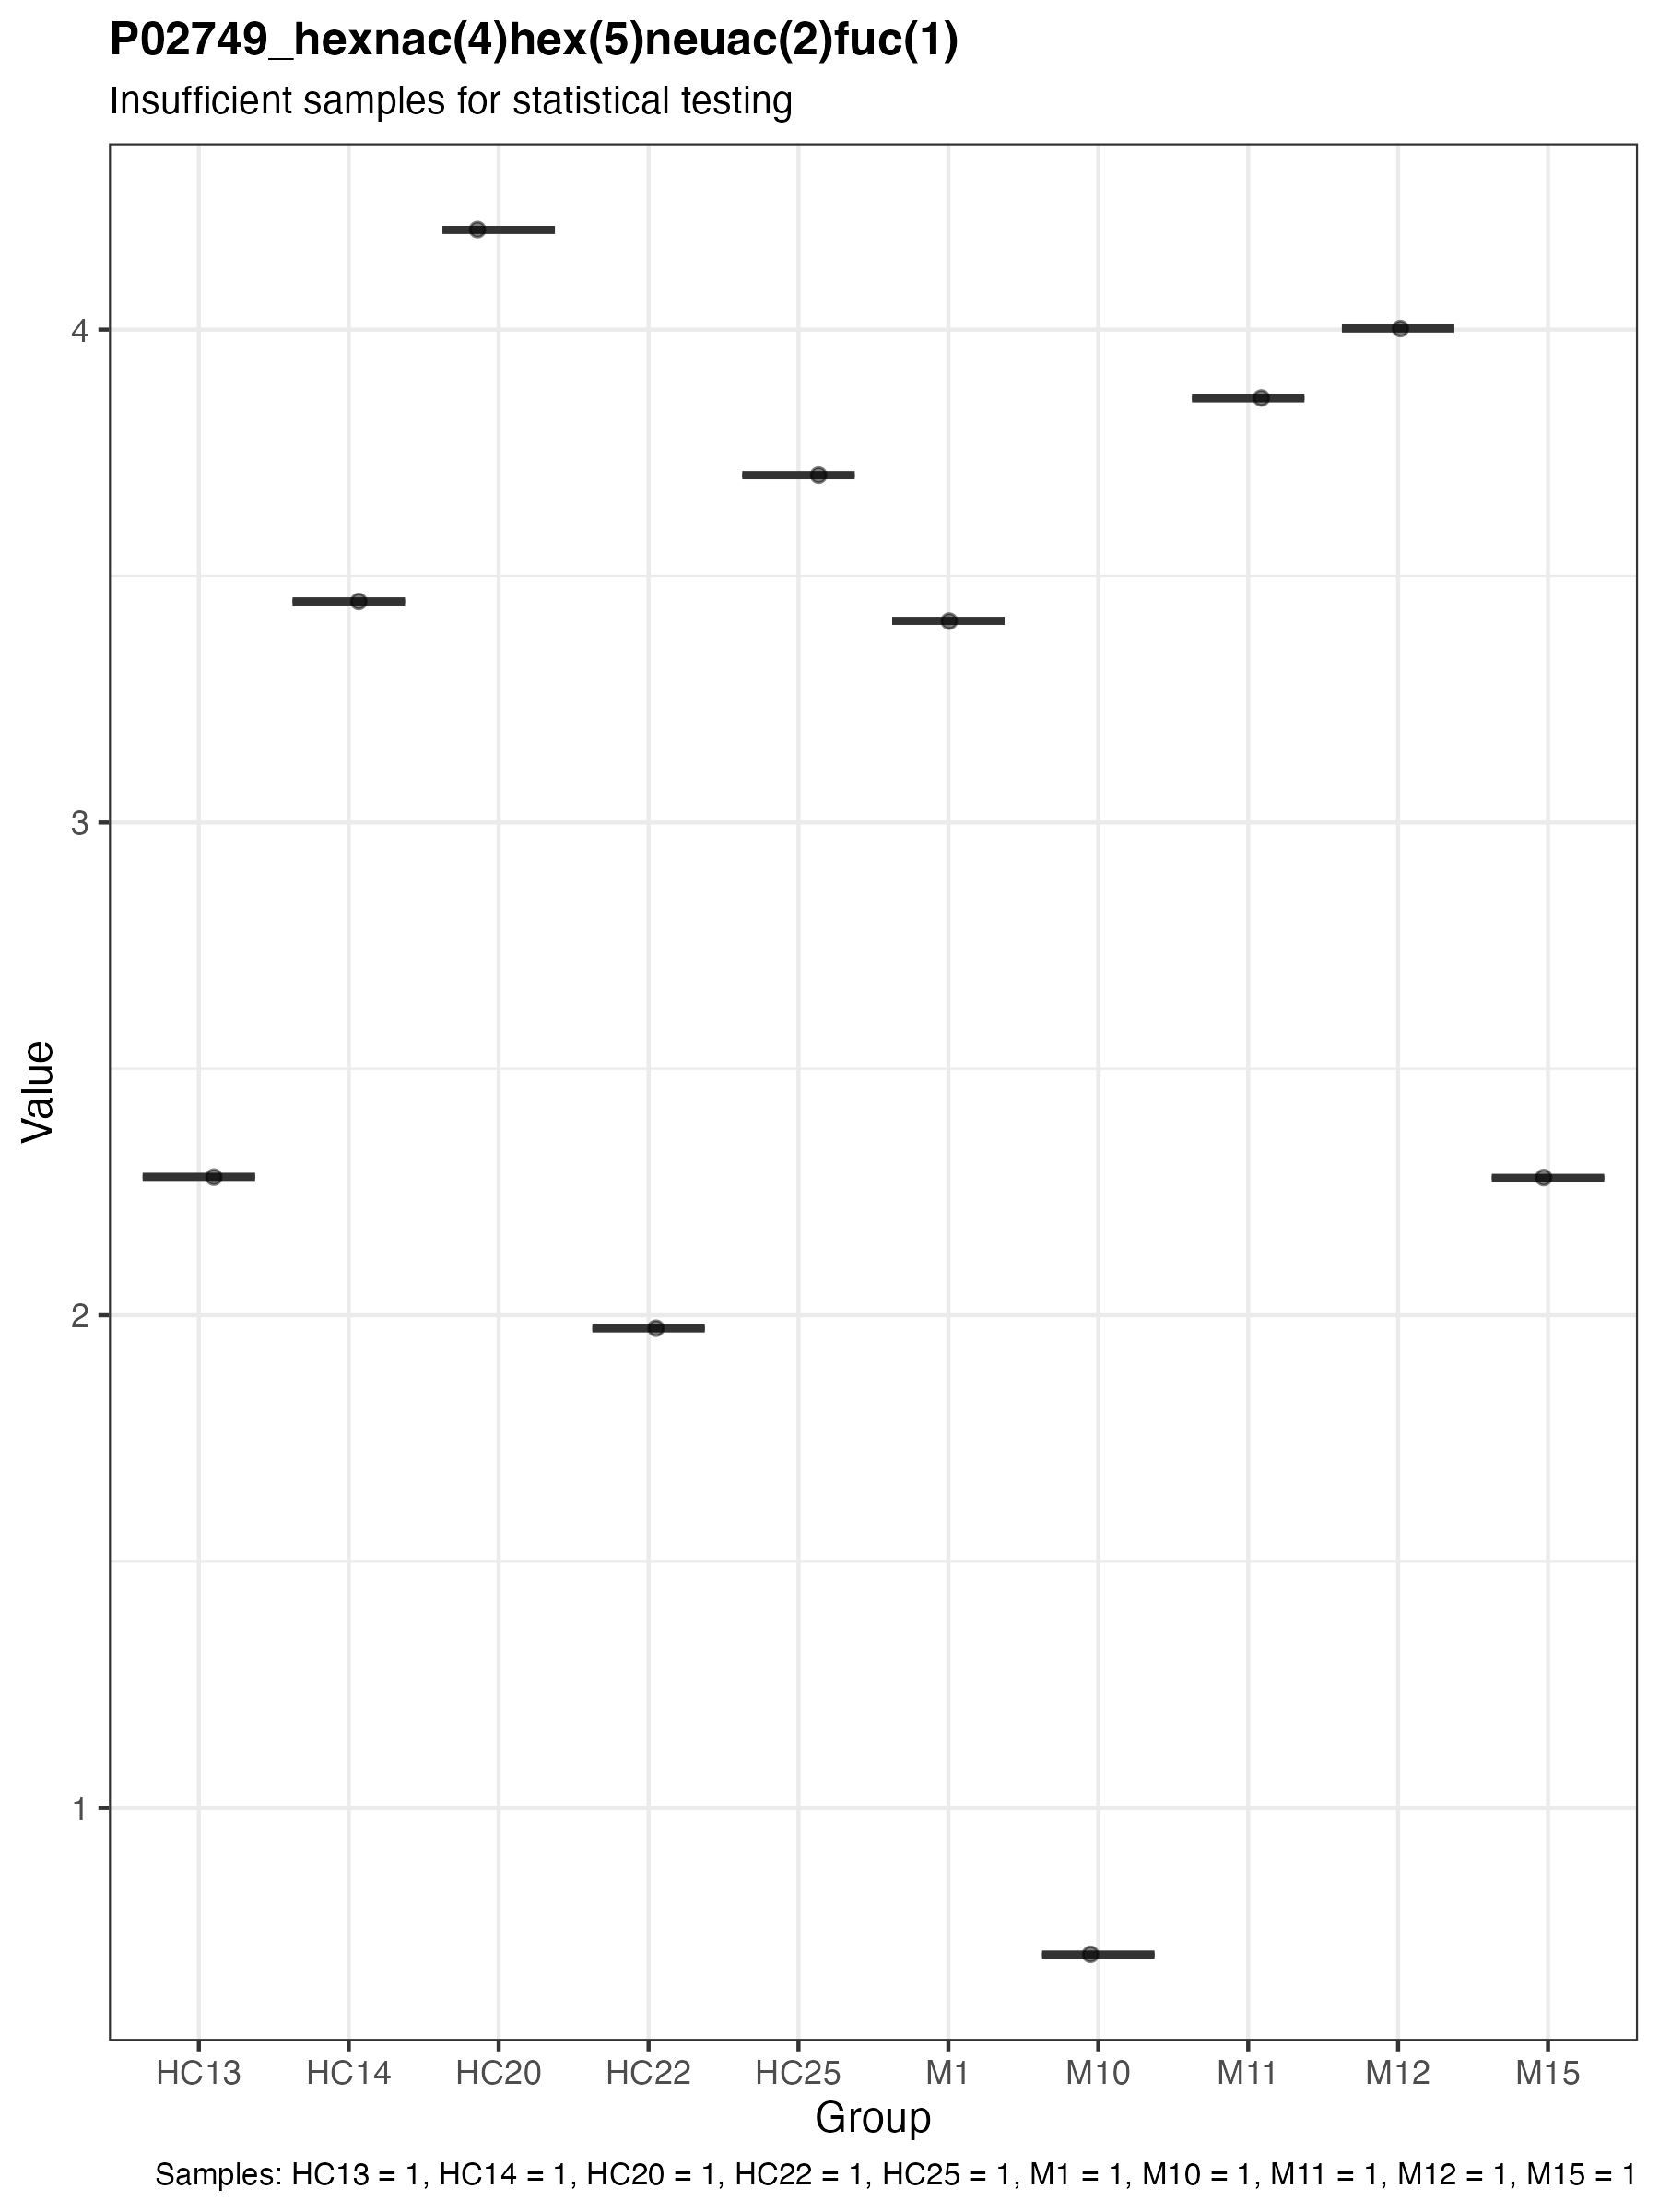 P02749_hexnac(4)hex(5)neuac(2)fuc(1)
Insufficient samples for statistical testing
4
3
2
1
Value
HC13 HC14 HC20 HC22 HC25 M1 M10 M11 M12 M15
Group
Samples: HC13 = 1, HC14 = 1, HC20 = 1, HC22 = 1, HC25 = 1, M1 = 1, M10 = 1, M11 = 1, M12 = 1, M15 = 1